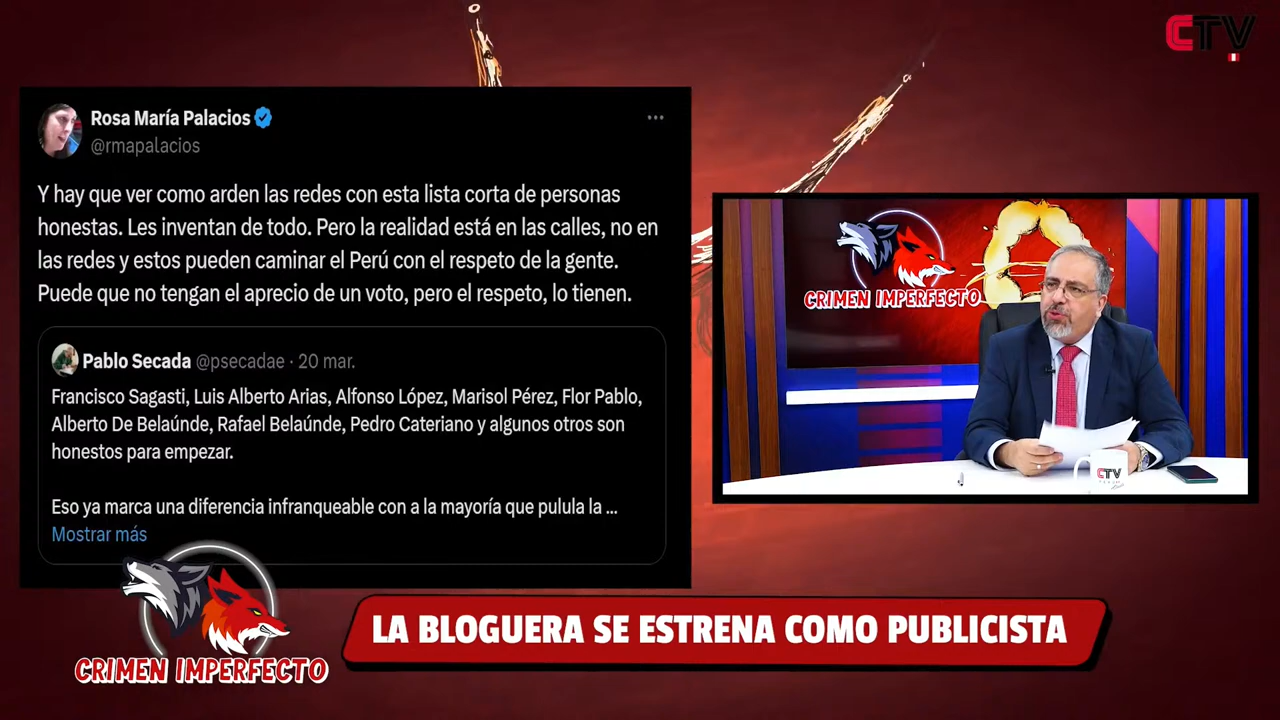 CTV
Rosa María Palacios
@rmapalacios
Y hay que ver como arden las redes con esta lista corta de personas
honestas. Les inventan de todo. Pero la realidad está en las calles, no en
las redes y estos pueden caminar el Perú con el respeto de la gente.
Puede que no tengan el aprecio de un voto, pero el respeto, lo tienen.
Pablo Secada @psecadae · 20 mar.
Francisco Sagasti, Luis Alberto Arias, Alfonso López, Marisol Pérez, Flor Pablo,
Alberto De Belaúnde, Rafael Belaúnde, Pedro Cateriano y algunos otros son
honestos para empezar.
Eso ya marca una diferencia infranqueable con a la mayoría que pulula la ...
Mostrar más
CRIMEN IMPERFECTO
CTV
CRIMEN IMPERFECTO
LA BLOGUERA SE ESTRENA COMO PUBLICISTA